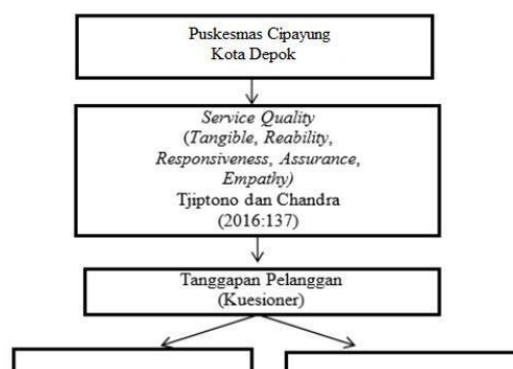 Puskesmas Cipayung
Kota Depok
Service Quality
(Tangible, Reability,
Responsiveness, Assurance,
Empathy)
Tjiptono dan Chandra
(2016:137)
Tanggapan Pelanggan
(Kuesioner)